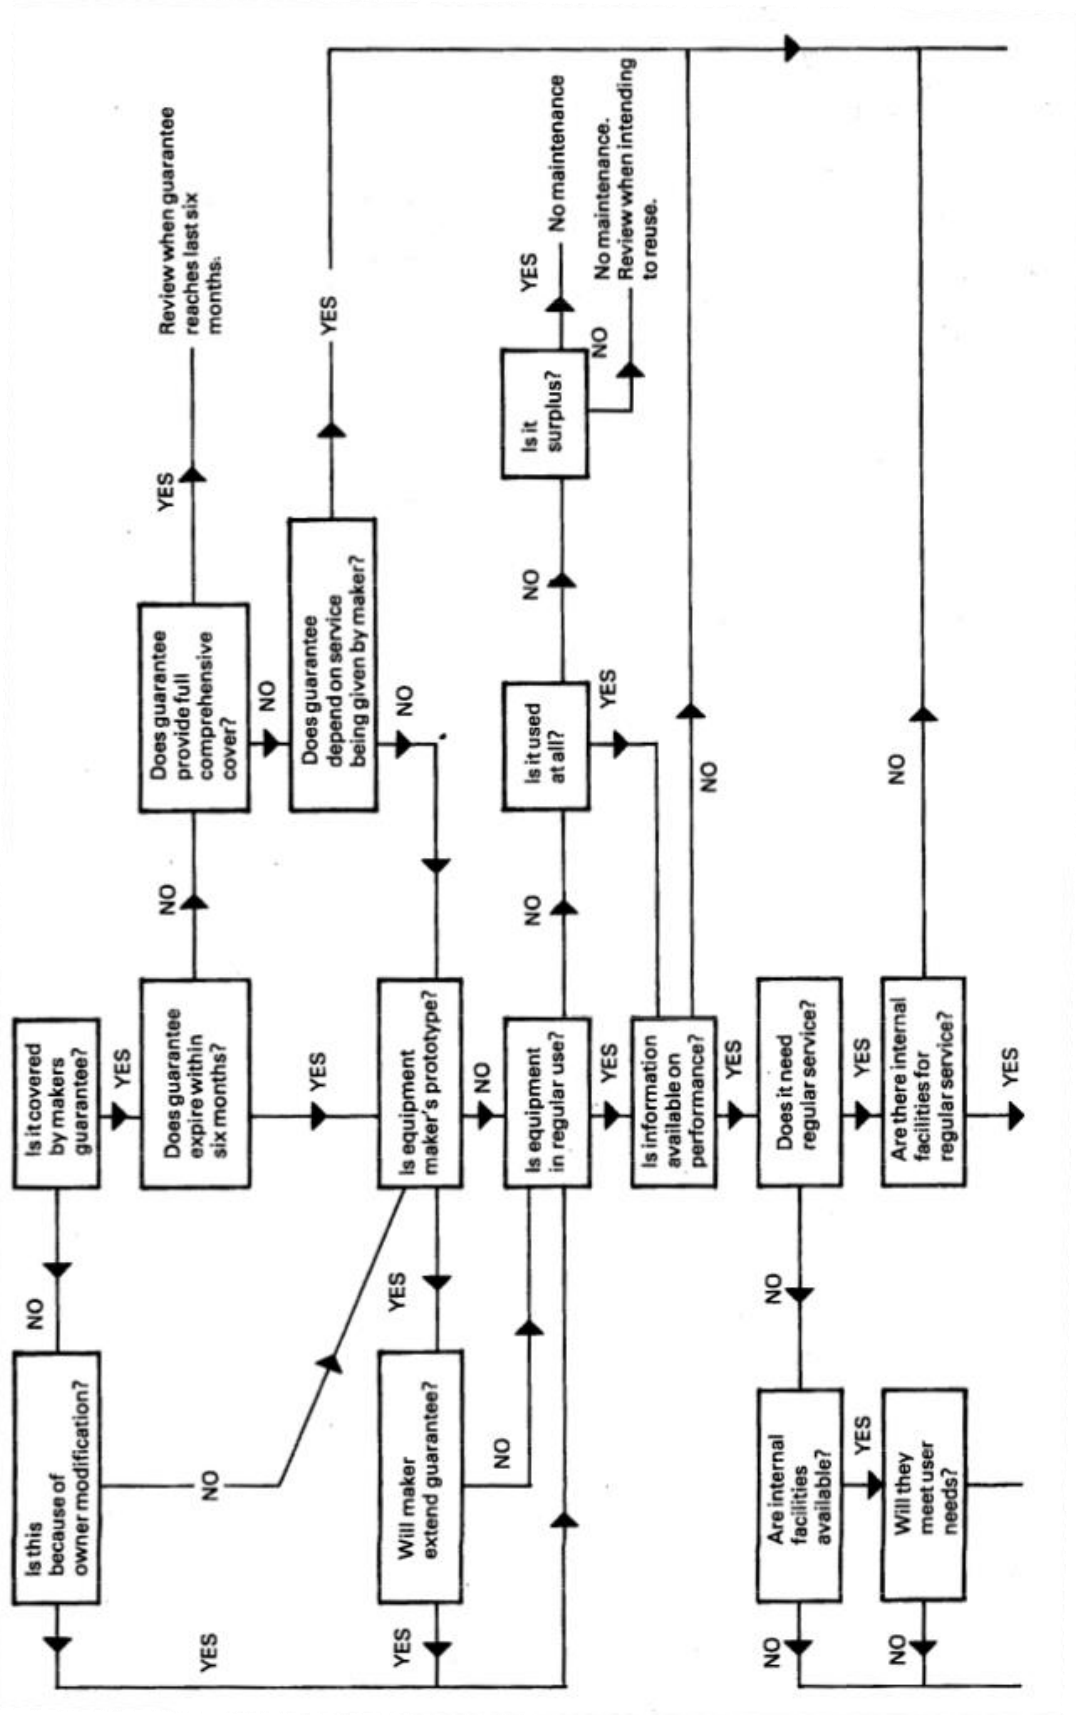 Is this
because of
owner modification?
NO
Is it covered
by makers
guarantee?
YES
YES
NO
Does guarantee
expire within
six months?
NO
Does guarantee
provide full
comprehensive
cover?
YES
Review when guarantee
reaches last six
months.
NO
YES
Does guarantee
depend on service
being given by maker?
YES
NO
YES
Will maker
extend guarantee?
YES
Is equipment
maker's prototype?
NO
NO
Is equipment
in regular use?
NO
Is it used
at all?
NO
Is it
surplus?
YES
No maintenance
NO
No maintenance.
Review when intending
to reuse.
YES
YES
Is information
available on
performance?
NO
YES
NO
Are internal
facilities
available?
NO
Does it need
regular service?
YES
YES
NO
Will they
meet user
needs?
Are there internal
facilities for
regular service?
NO
YES